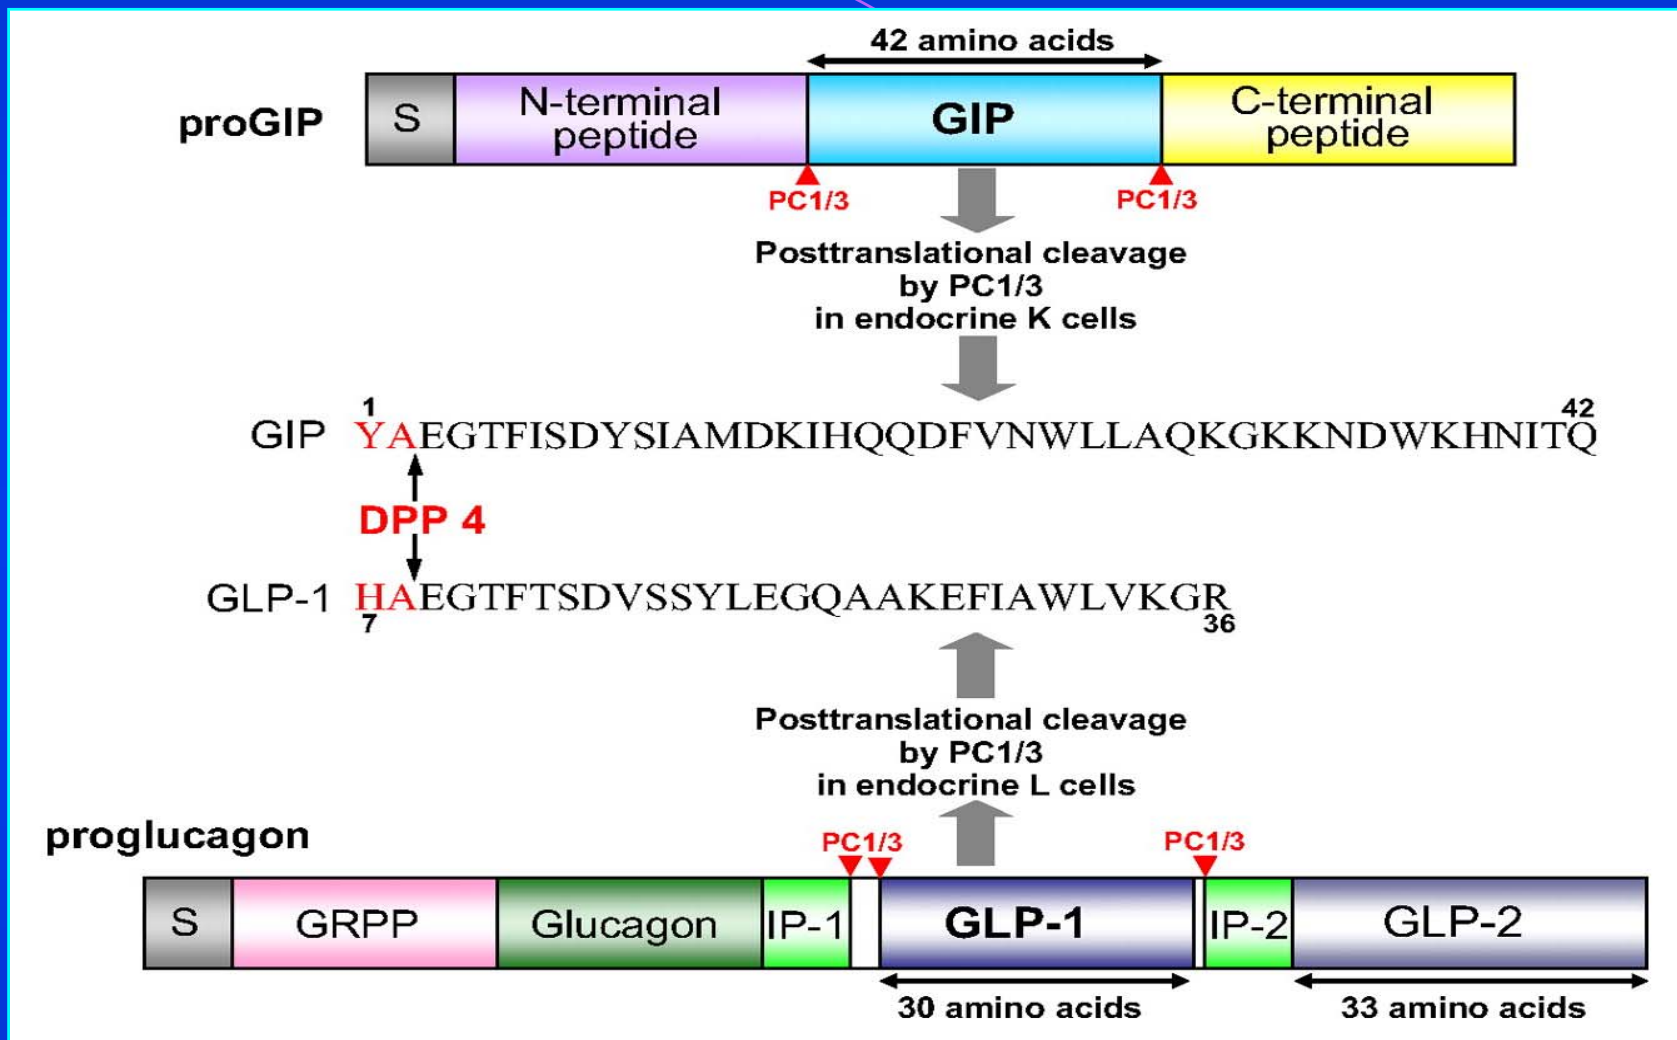 42 amino acids
proGIP
S
N-terminal
peptide
GIP
C-terminal
peptide
PC1/3
PC1/3
Posttranslational cleavage
by PC1/3
in endocrine K cells
1
42
GIP YAEGTFISDYSIAMDKIHQQDFVNWLLAQKGKKNDWKHNITQ
DPP 4
GLP-1 HAEGTFTSDVSSYLEGQAAKEFIAWLVKGR
7
36
Posttranslational cleavage
by PC1/3
in endocrine L cells
proglucagon
PC1/3
PC1/3
S
GRPP
Glucagon
IP-1
GLP-1
IP-2
GLP-2
30 amino acids
33 amino acids